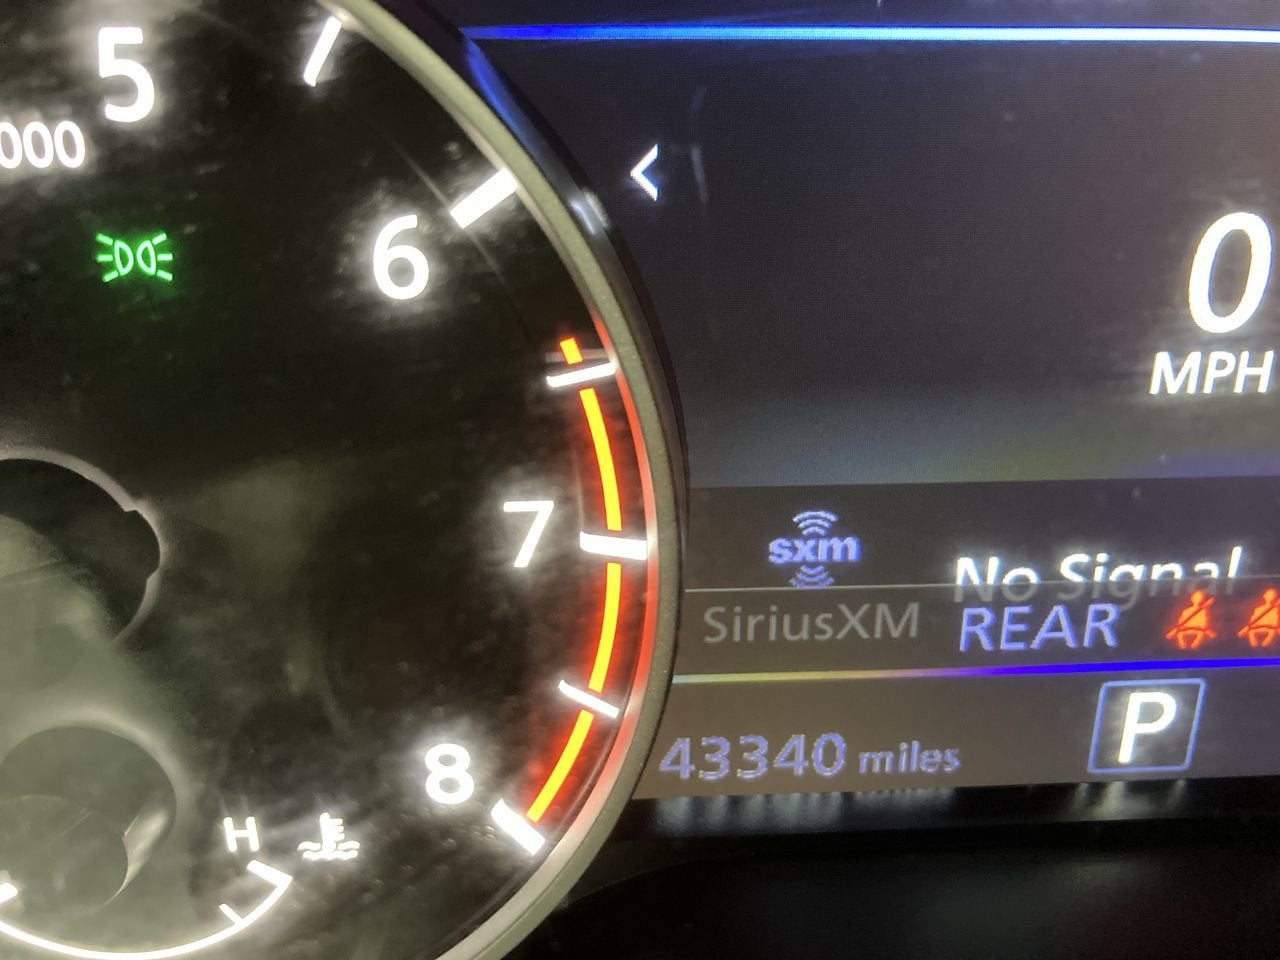 5
000
6
7
8
H
<
0
MPH
sxm
No Signal
SiriusXM
REAR
43340 miles
P